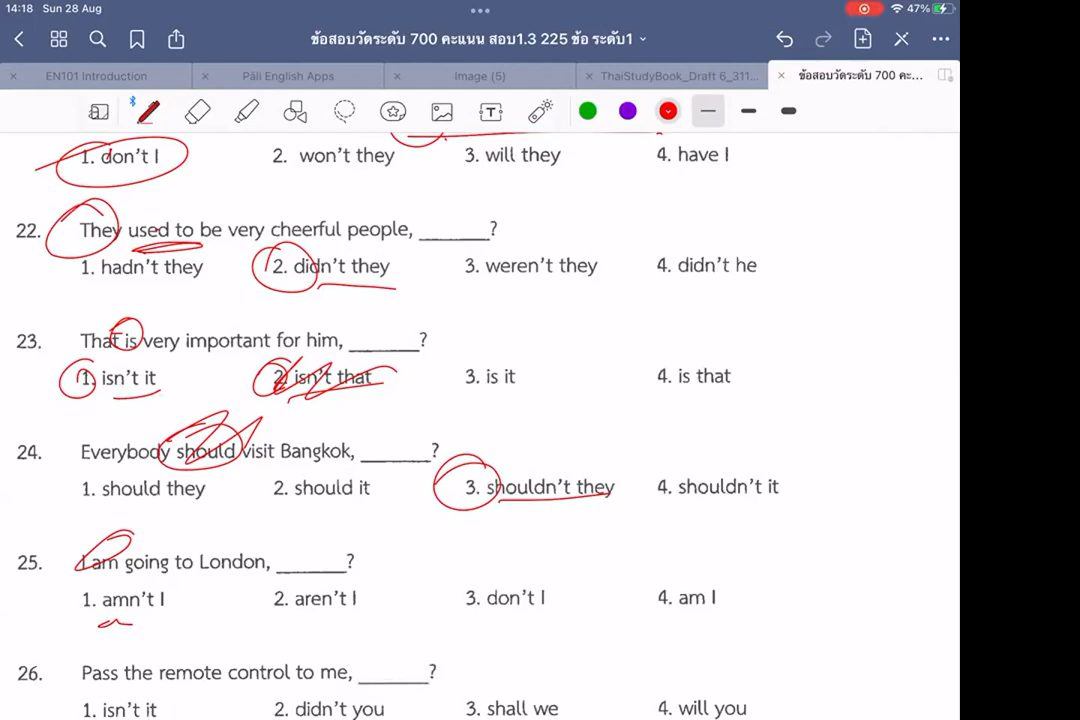 14:18 Sun 28 Aug
47%
ข้อสอบวัดระดับ 700 คะแนน สอบ1.3 225 ข้อ ระดับ1
EN101 Introduction
Pāli English Apps
Image (5)
ThaiStudyBook_Draft 6_311...
ข้อสอบวัดระดับ 700 คะ...
1. don't I 2. won't they 3. will they 4. have I
22. They used to be very cheerful people, _______?
1. hadn't they 2. didn't they 3. weren't they 4. didn't he
23. That is very important for him, _______?
1. isn't it 2. isn't that 3. is it 4. is that
24. Everybody should visit Bangkok, _______?
1. should they 2. should it 3. shouldn't they 4. shouldn't it
25. I am going to London, _______?
1. amn't I 2. aren't I 3. don't I 4. am I
26. Pass the remote control to me, _______?
1. isn't it 2. didn't you 3. shall we 4. will you